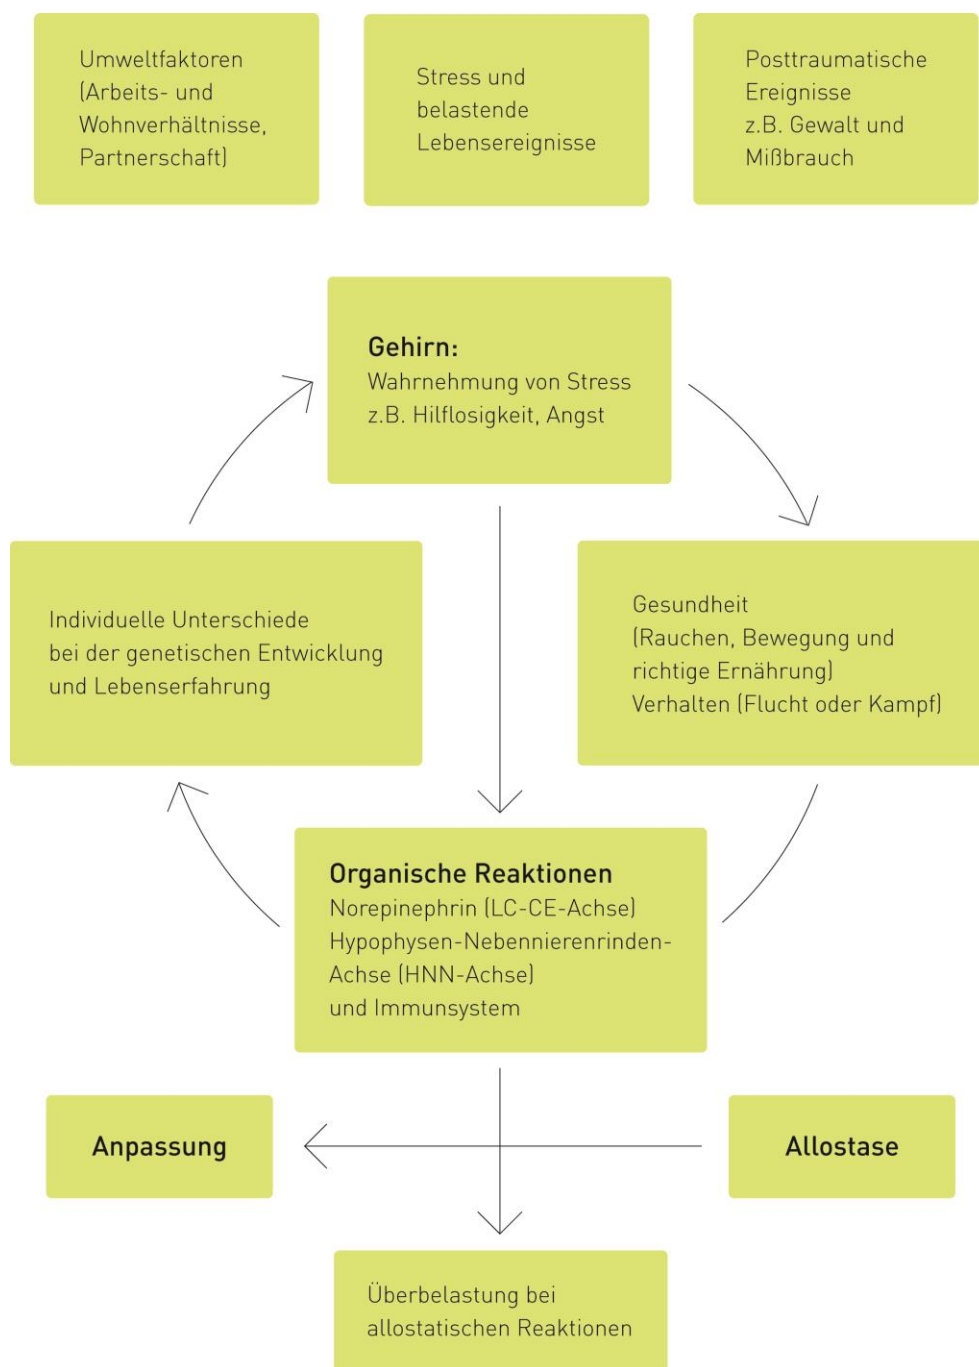 Umweltfaktoren
(Arbeits- und
Wohnverhältnisse,
Partnerschaft)
Stress und
belastende
Lebensereignisse
Posttraumatische
Ereignisse
z.B. Gewalt und
Mißbrauch
Gehirn:
Wahrnehmung von Stress
z.B. Hilflosigkeit, Angst
Individuelle Unterschiede
bei der genetischen Entwicklung
und Lebenserfahrung
Gesundheit
(Rauchen, Bewegung und
richtige Ernährung)
Verhalten (Flucht oder Kampf)
Organische Reaktionen
Norepinephrin (LC-CE-Achse)
Hypophysen-Nebennierenrinden-
Achse (HNN-Achse)
und Immunsystem
Anpassung
Allostase
Überbelastung bei
allostatischen Reaktionen